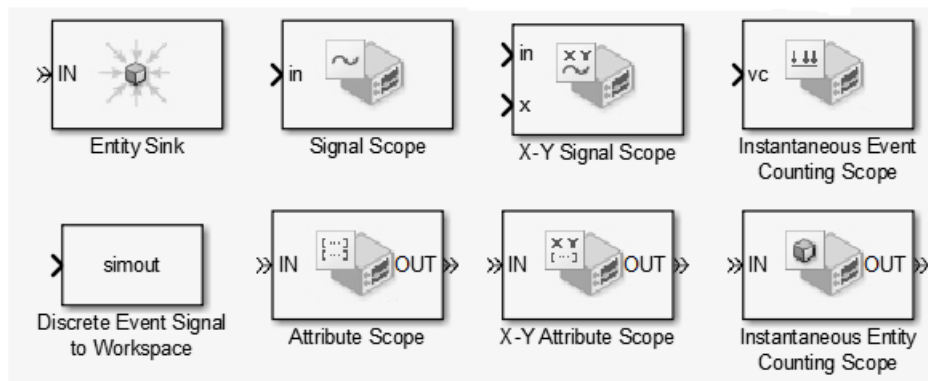 IN
Entity Sink
in
Signal Scope
in
X Y
x
X-Y Signal Scope
vc
Instantaneous Event
Counting Scope
simout
Discrete Event Signal
to Workspace
IN
[...]
[...]
OUT
Attribute Scope
IN
X Y
[...]
OUT
X-Y Attribute Scope
IN
OUT
Instantaneous Entity
Counting Scope